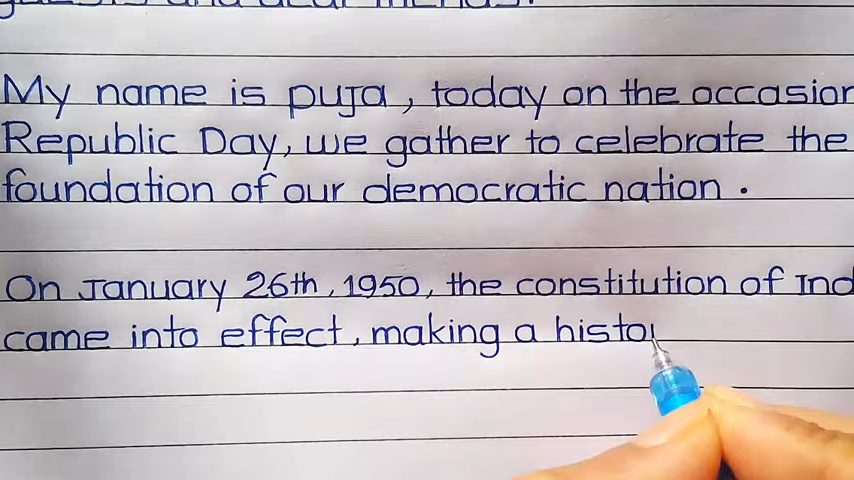 My name is puja, today on the occasion
Republic Day, we gather to celebrate the
foundation of our democratic nation.
On January 26th, 1950, the constitution of Ind
came into effect, making a histo